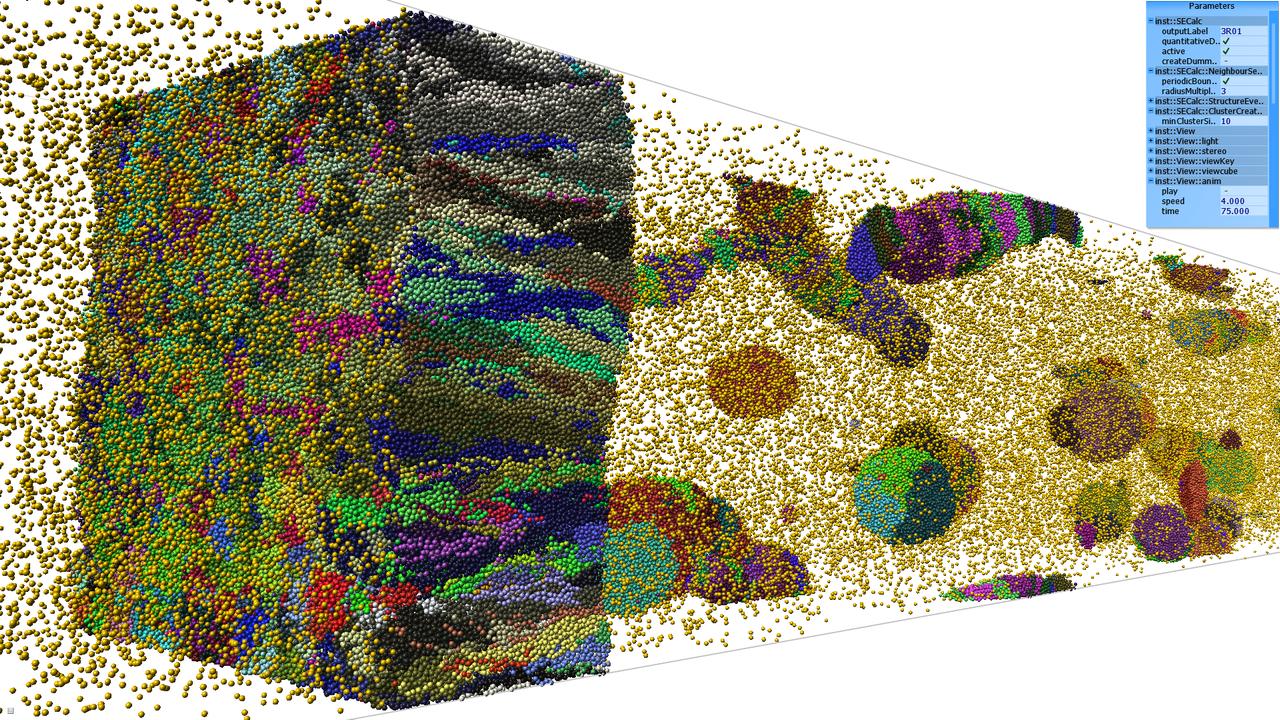 Parameters
inst::SECalc
outputLabel 3R01
quantitativeD..
active
createDumm.. -
inst::SECalc::NeighbourSe..
periodicBoun..
radiusMultipl.. 3
inst::SECalc::StructureEve..
inst::SECalc::ClusterCreat..
minClusterSi.. 10
inst::View
inst::View::light
inst::View::stereo
inst::View::viewKey
inst::View::viewcube
inst::View::anim
play -
speed 4.000
time 75.000